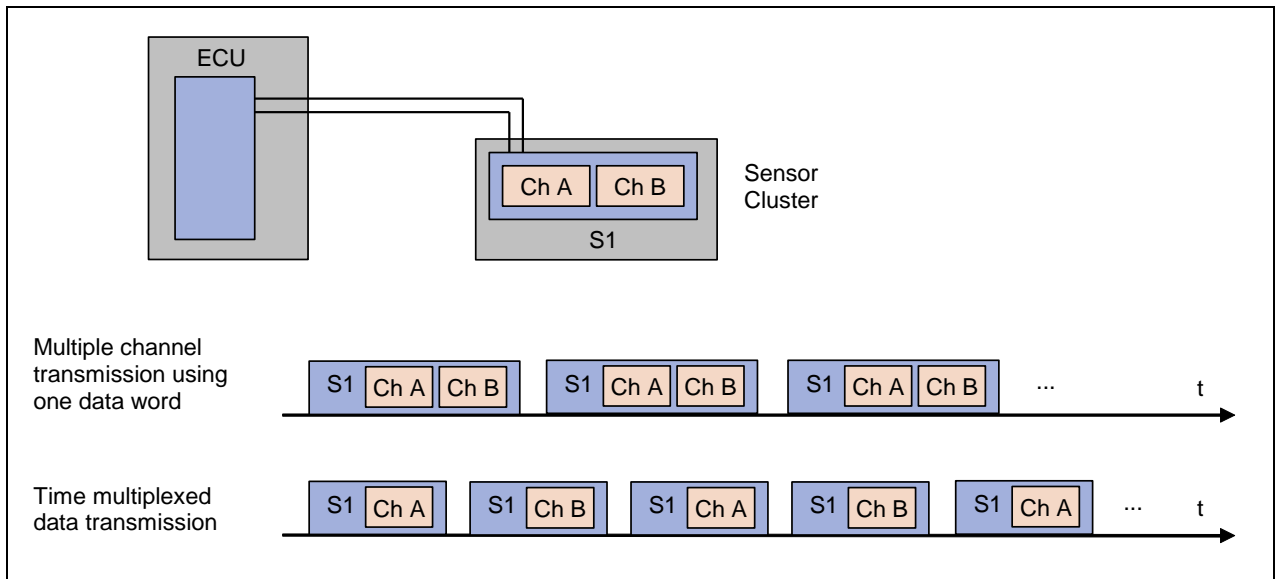 ECU
Ch A Ch B
Sensor
Cluster
S1
Multiple channel
transmission using
one data word
S1 Ch A Ch B S1 Ch A Ch B S1 Ch A Ch B ... t
Time multiplexed
data transmission
S1 Ch A S1 Ch B S1 Ch A S1 Ch B S1 Ch A ... t